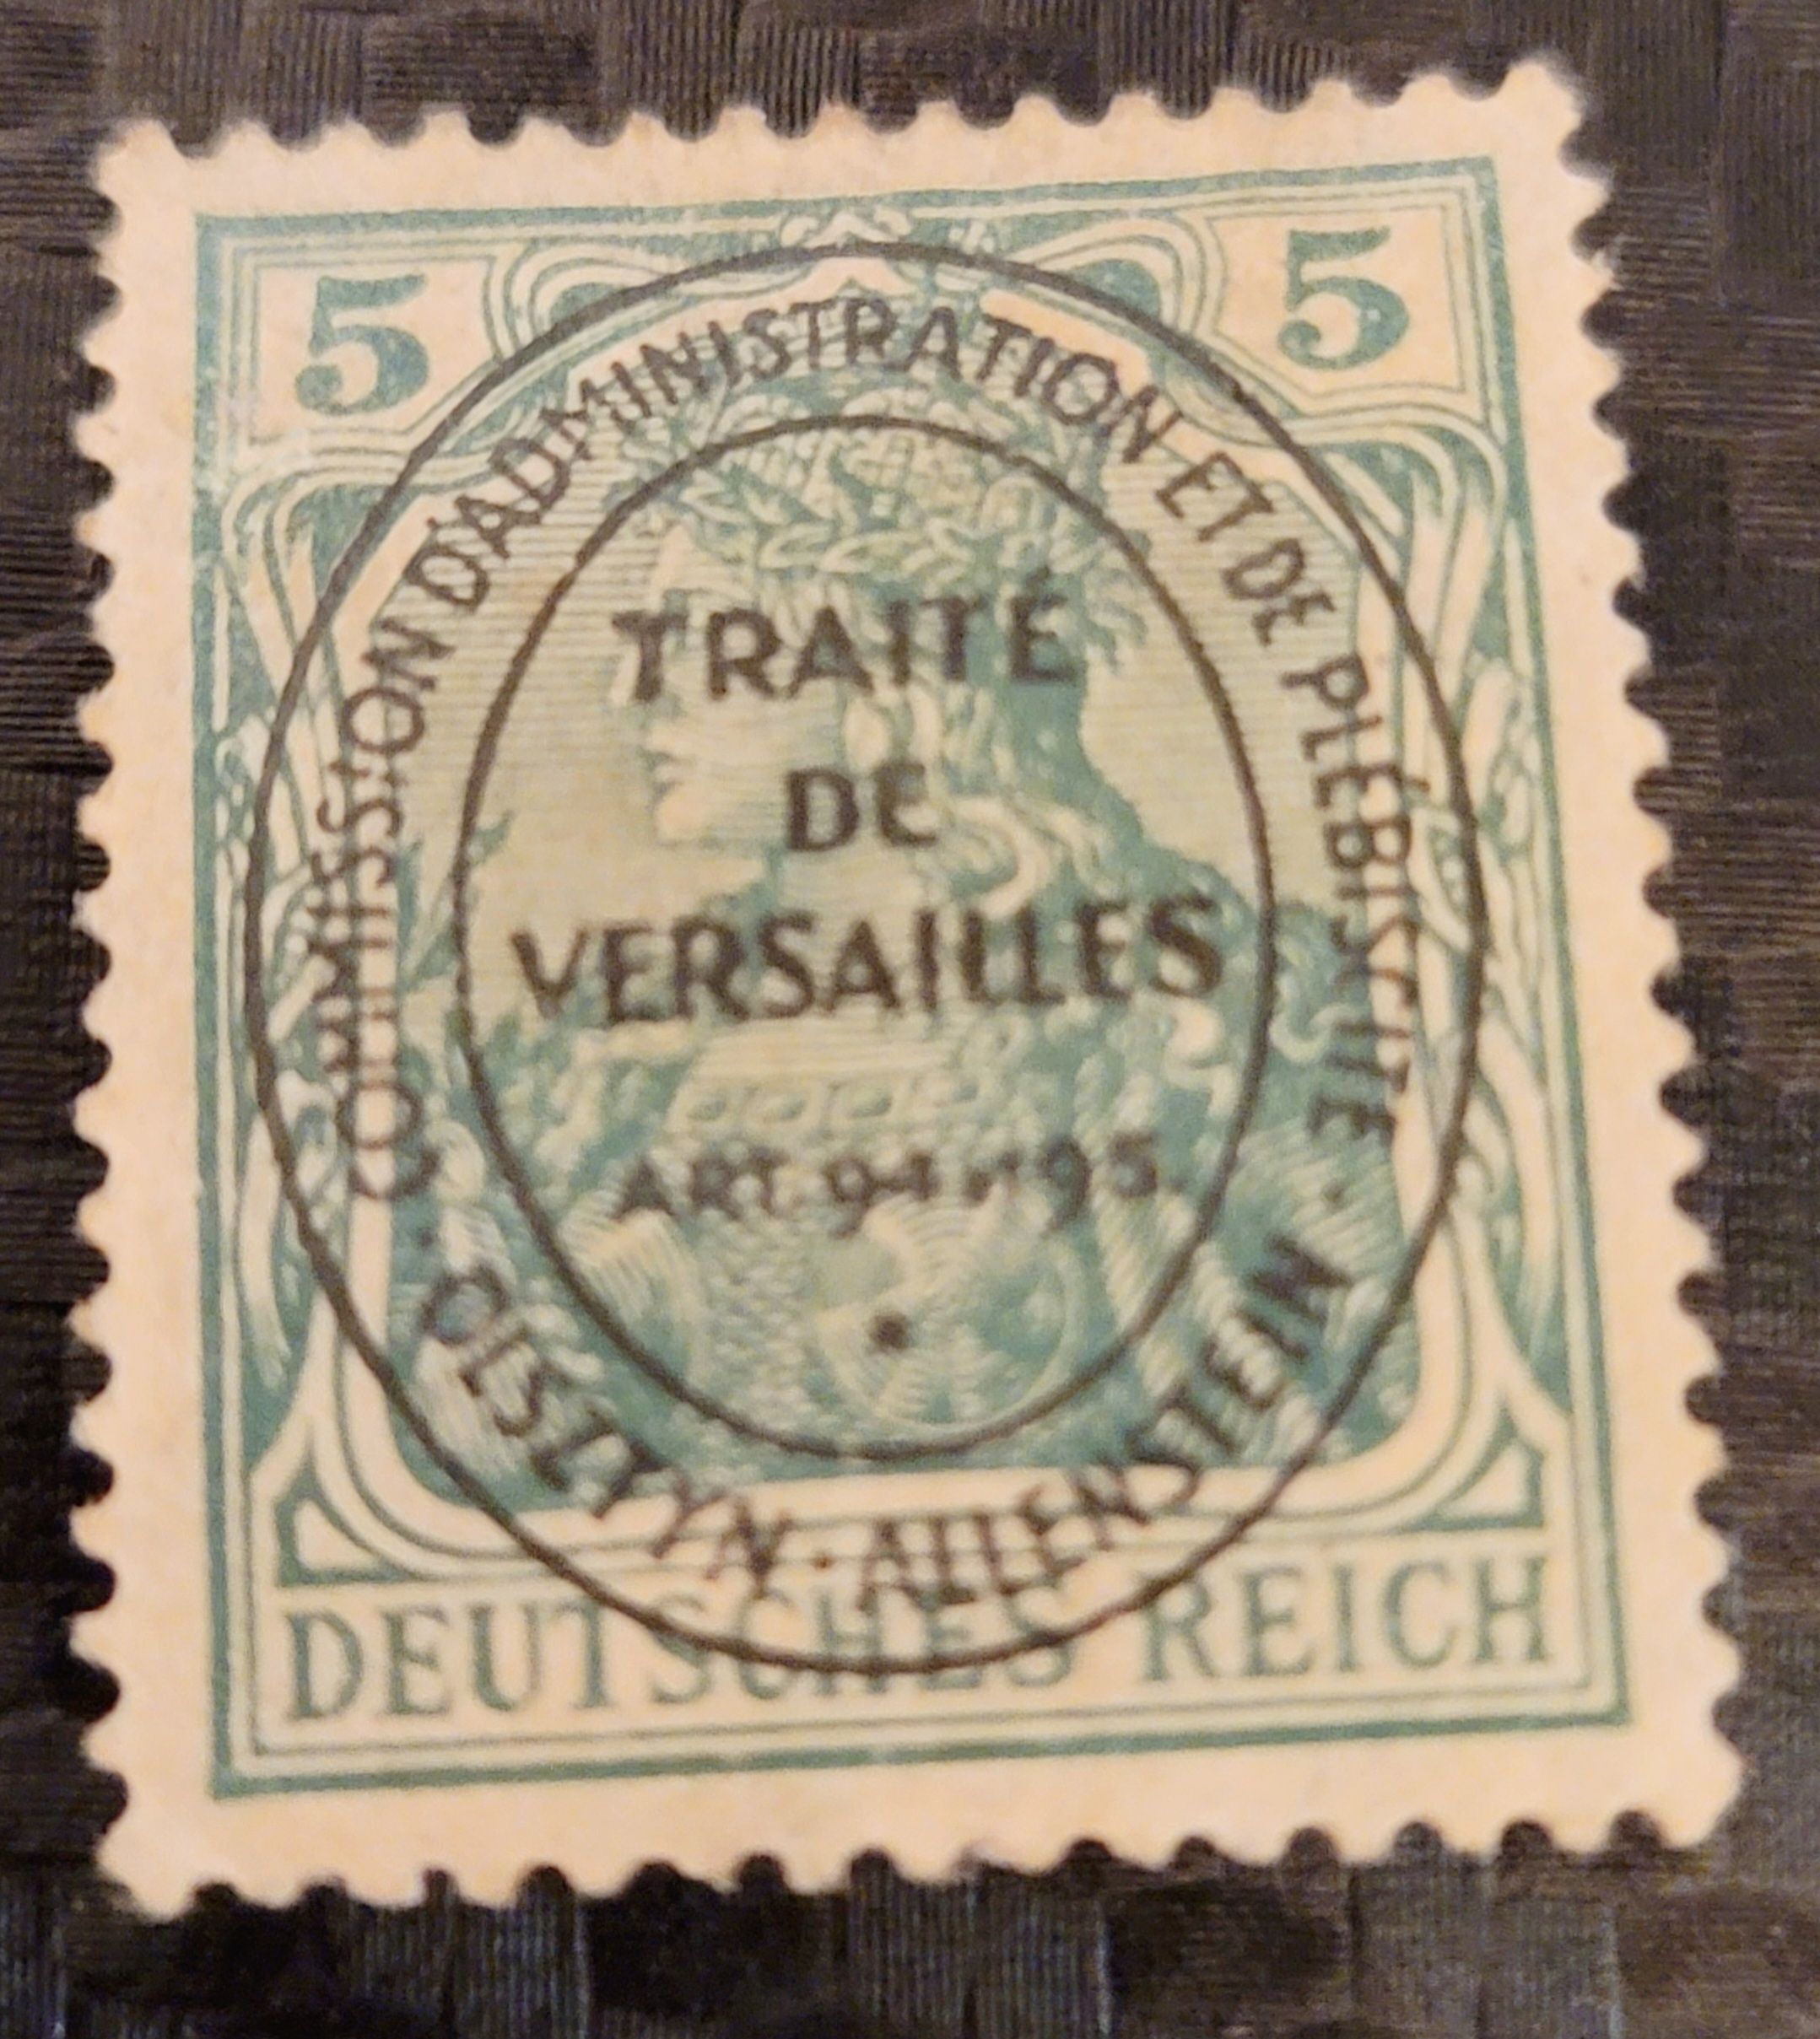 5 5
COMMISSION D'ADMINISTRATION ET DE PLÉBISCITE •
TRAITÉ
DE
VERSAILLES
ART. 94 et 95
• OLSZTYN • ALLENSTEIN
DEUTSCHES REICH